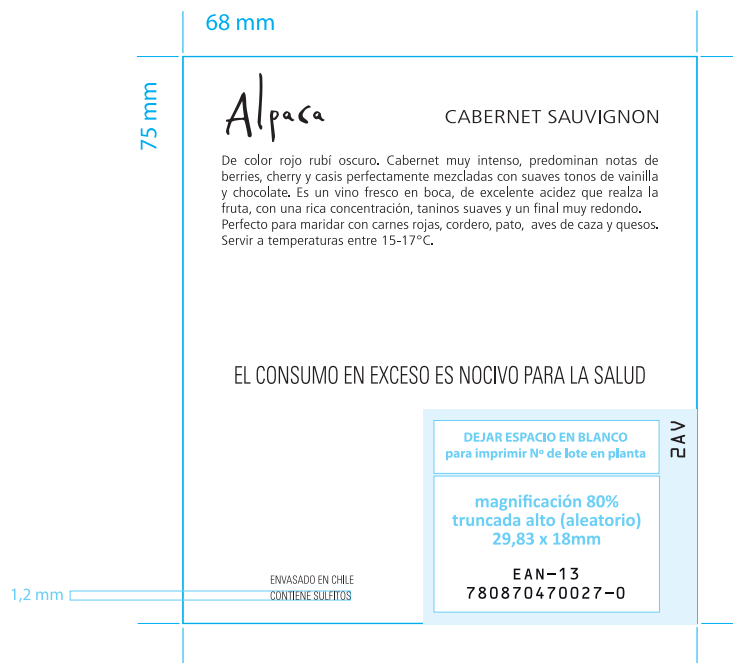 68 mm
75 mm
Alpaca
CABERNET SAUVIGNON
De color rojo rubí oscuro. Cabernet muy intenso, predominan notas de
berries, cherry y casis perfectamente mezcladas con suaves tonos de vainilla
y chocolate. Es un vino fresco en boca, de excelente acidez que realza la
fruta, con una rica concentración, taninos suaves y un final muy redondo.
Perfecto para maridar con carnes rojas, cordero, pato, aves de caza y quesos.
Servir a temperaturas entre 15-17°C.
EL CONSUMO EN EXCESO ES NOCIVO PARA LA SALUD
DEJAR ESPACIO EN BLANCO
para imprimir Nº de lote en planta
2AV
magnificación 80%
truncada alto (aleatorio)
29,83 x 18mm
EAN-13
780870470027-0
ENVASADO EN CHILE
CONTIENE SULFITOS
1,2 mm